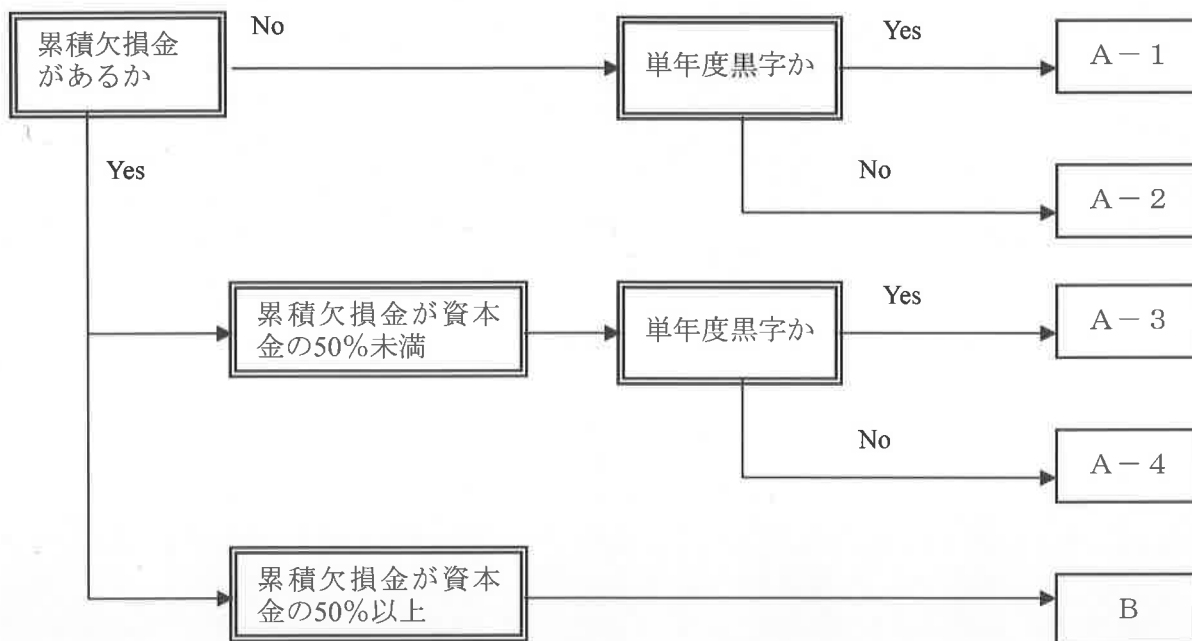 累積欠損金
があるか
No
単年度黒字か
Yes
A－1
Yes
No
A－2
累積欠損金が資本
金の50％未満
単年度黒字か
Yes
A－3
No
A－4
累積欠損金が資本
金の50％以上
B